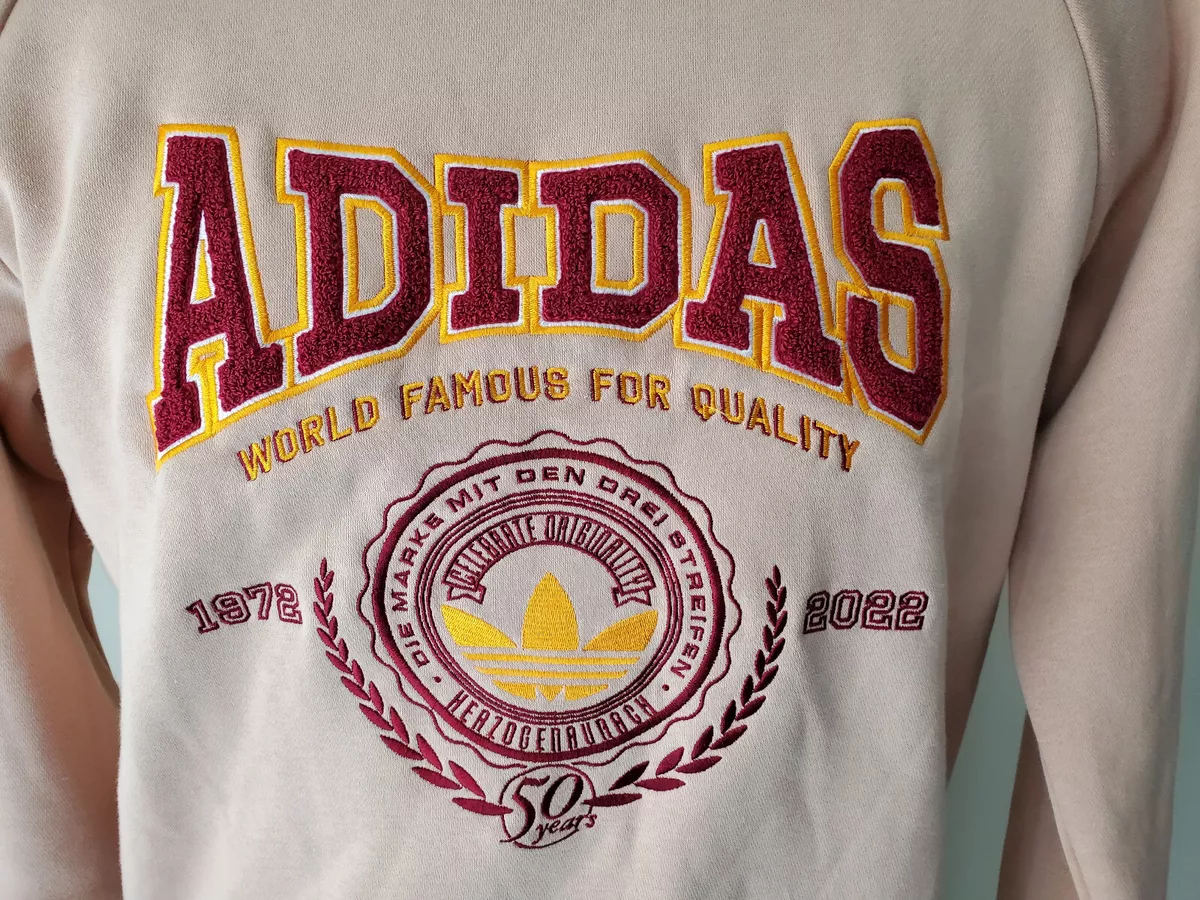 ADIDAS
WORLD FAMOUS FOR QUALITY
DIE MARKE MIT DEN DREI STREIFEN
CELEBRATE ORIGINALITY
1972
2022
• HERZOGENAURACH •
50
years